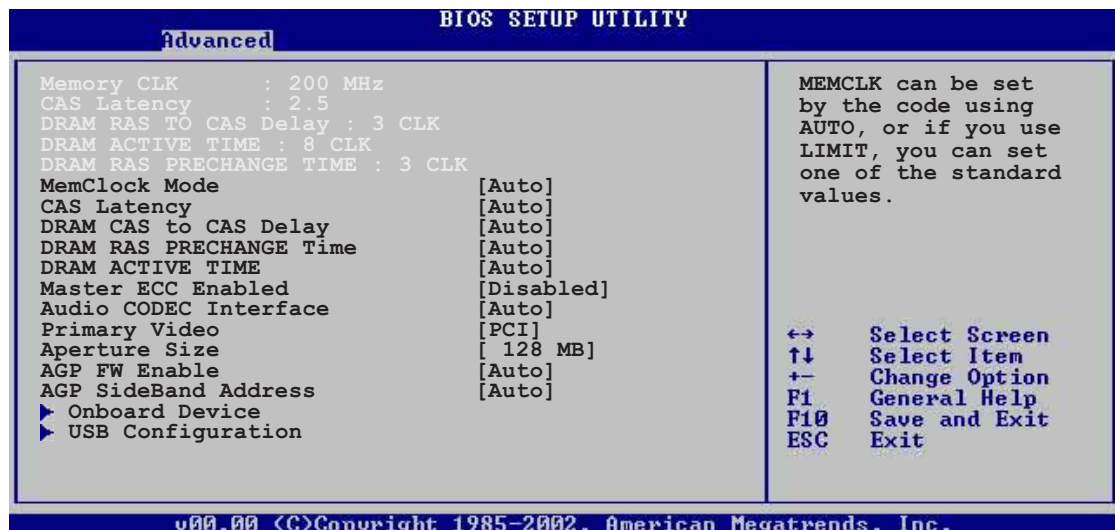 BIOS SETUP UTILITY
Advanced
Memory CLK : 200 MHz
CAS Latency : 2.5
DRAM RAS TO CAS Delay : 3 CLK
DRAM ACTIVE TIME : 8 CLK
DRAM RAS PRECHANGE TIME : 3 CLK
MemClock Mode [Auto]
CAS Latency [Auto]
DRAM CAS to CAS Delay [Auto]
DRAM RAS PRECHANGE Time [Auto]
DRAM ACTIVE TIME [Auto]
Master ECC Enabled [Disabled]
Audio CODEC Interface [Auto]
Primary Video [PCI]
Aperture Size [ 128 MB]
AGP FW Enable [Auto]
AGP SideBand Address [Auto]
Onboard Device
USB Configuration
MEMCLK can be set
by the code using
AUTO, or if you use
LIMIT, you can set
one of the standard
values.
↔ Select Screen
↑↓ Select Item
+- Change Option
F1 General Help
F10 Save and Exit
ESC Exit
v00.00 (C)Copyright 1985-2002, American Megatrends, Inc.